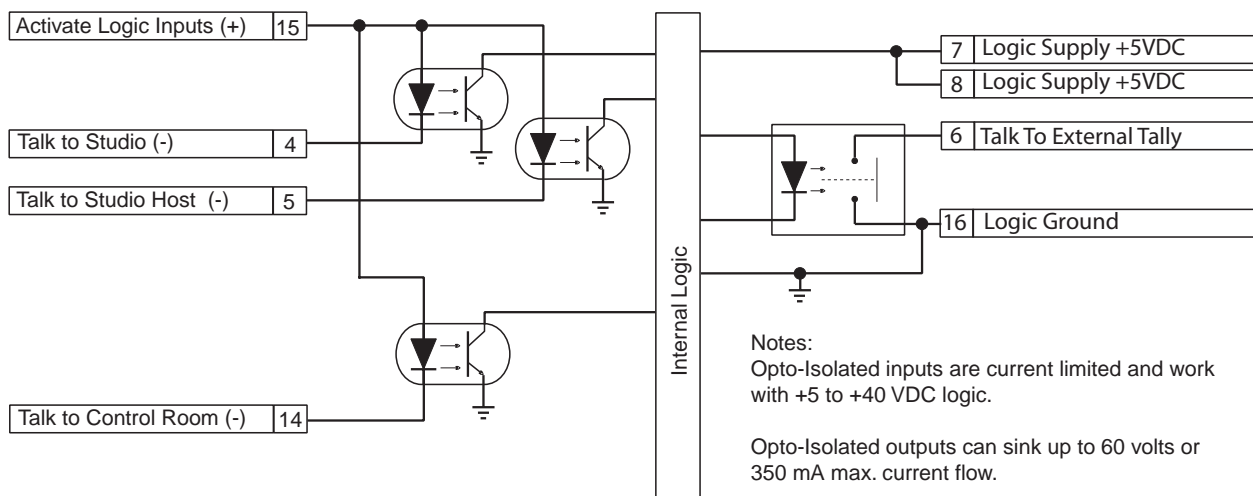 Activate Logic Inputs (+) 15
Talk to Studio (-) 4
Talk to Studio Host (-) 5
Talk to Control Room (-) 14
Internal Logic
7 Logic Supply +5VDC
8 Logic Supply +5VDC
6 Talk To External Tally
16 Logic Ground
Notes:
Opto-Isolated inputs are current limited and work
with +5 to +40 VDC logic.
Opto-Isolated outputs can sink up to 60 volts or
350 mA max. current flow.